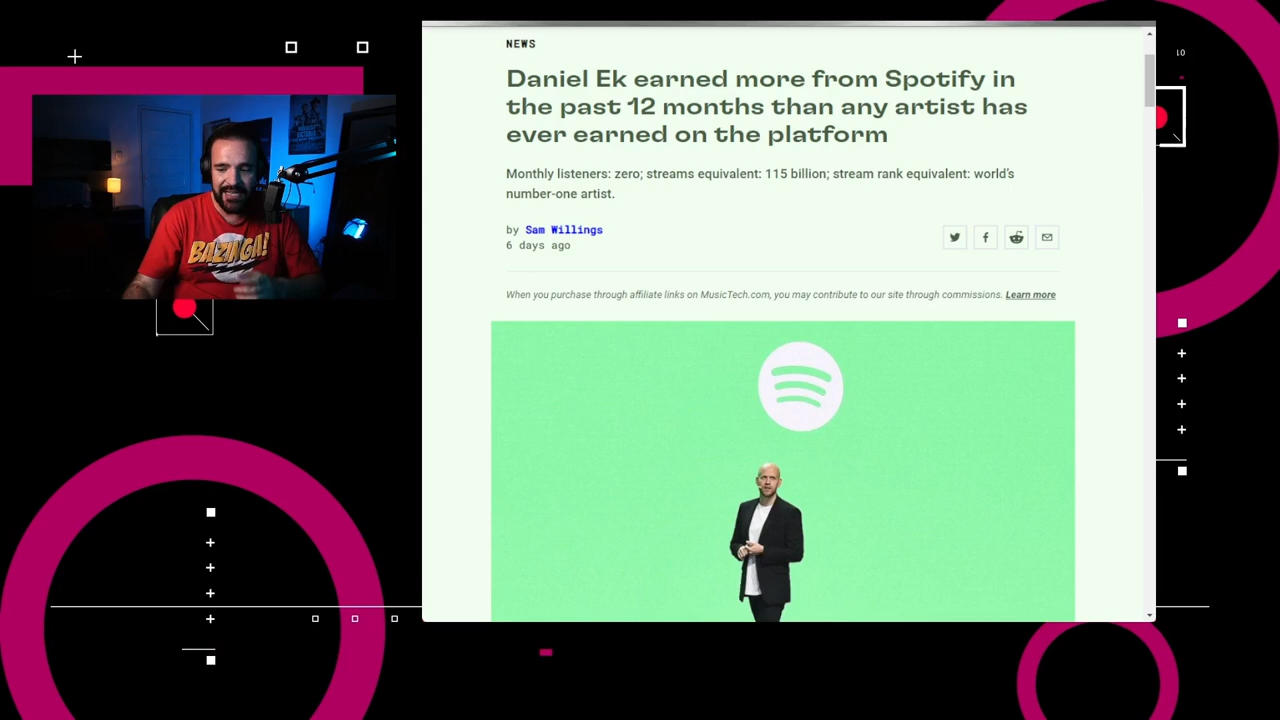 NEWS
Daniel Ek earned more from Spotify in
the past 12 months than any artist has
ever earned on the platform
Monthly listeners: zero; streams equivalent: 115 billion; stream rank equivalent: world’s
number-one artist.
by Sam Willings
6 days ago
When you purchase through affiliate links on MusicTech.com, you may contribute to our site through commissions. Learn more
BAZINGA!
10